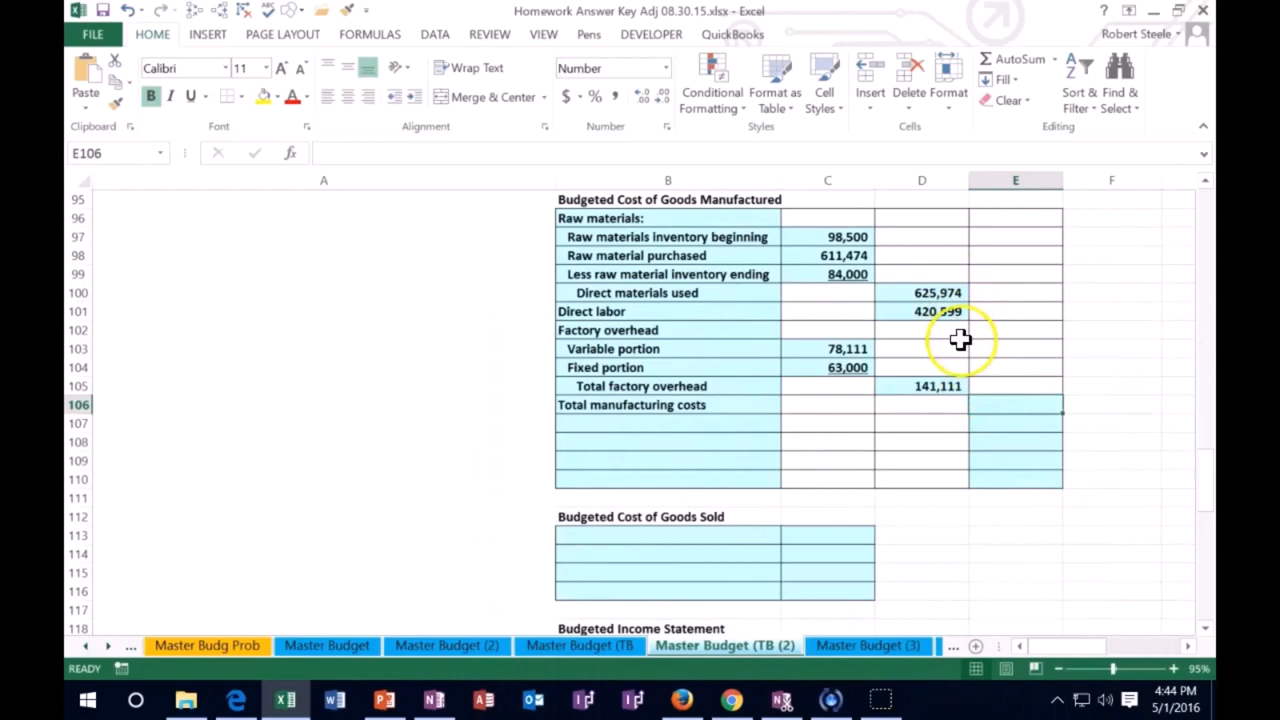 Homework Answer Key Adj 08.30.15.xlsx - Excel
FILE HOME INSERT PAGE LAYOUT FORMULAS DATA REVIEW VIEW Pens DEVELOPER QuickBooks Robert Steele
Calibri 11 Wrap Text Number AutoSum
Paste Merge & Center $ % Conditional Formatting Format as Table Cell Styles Insert Delete Format Fill Clear Sort & Filter Find & Select
Clipboard Font Alignment Number Styles Cells Editing
E106
A B C D E F
95 Budgeted Cost of Goods Manufactured
96 Raw materials:
97 Raw materials inventory beginning 98,500
98 Raw material purchased 611,474
99 Less raw material inventory ending 84,000
100 Direct materials used 625,974
101 Direct labor 420,599
102 Factory overhead
103 Variable portion 78,111
104 Fixed portion 63,000
105 Total factory overhead 141,111
106 Total manufacturing costs
107
108
109
110
111
112 Budgeted Cost of Goods Sold
113
114
115
116
117
118 Budgeted Income Statement
... Master Budg Prob Master Budget Master Budget (2) Master Budget (TB Master Budget (TB (2) Master Budget (3) ...
READY 95%
4:44 PM
5/1/2016